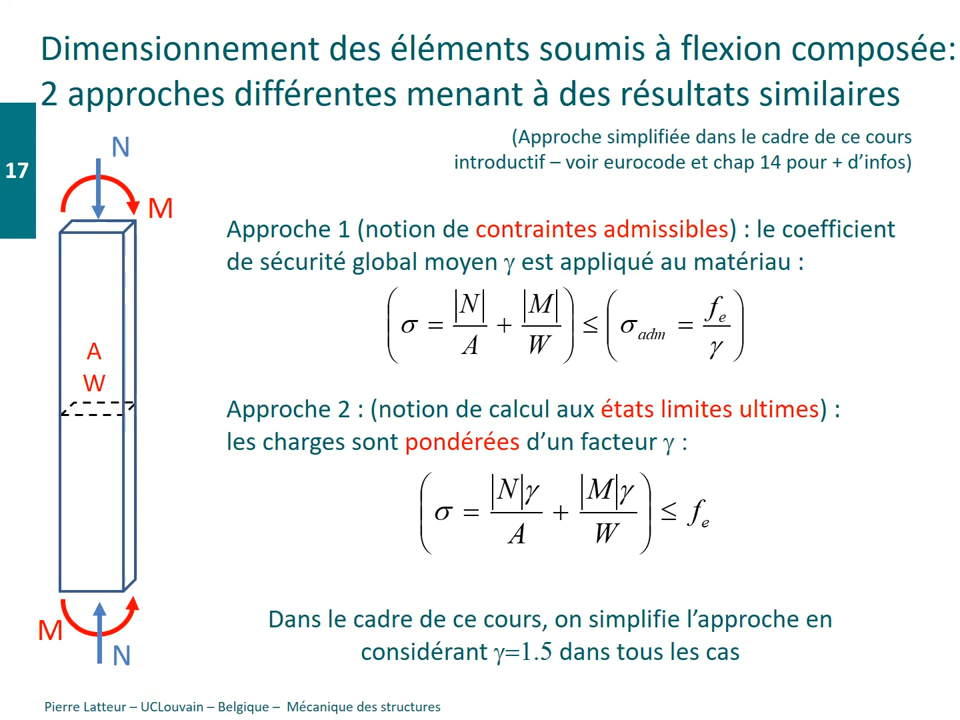 Dimensionnement des éléments soumis à flexion composée:
2 approches différentes menant à des résultats similaires
17
(Approche simplifiée dans le cadre de ce cours
introductif – voir eurocode et chap 14 pour + d'infos)
N
M
Approche 1 (notion de contraintes admissibles) : le coefficient
de sécurité global moyen γ est appliqué au matériau :
(σ = |N|/A + |M|/W) ≤ (σ_adm = f_e/γ)
A
W
Approche 2 : (notion de calcul aux états limites ultimes) :
les charges sont pondérées d'un facteur γ :
(σ = |N|γ/A + |M|γ/W) ≤ f_e
M
N
Dans le cadre de ce cours, on simplifie l'approche en
considérant γ=1.5 dans tous les cas
Pierre Latteur – UCLouvain – Belgique – Mécanique des structures